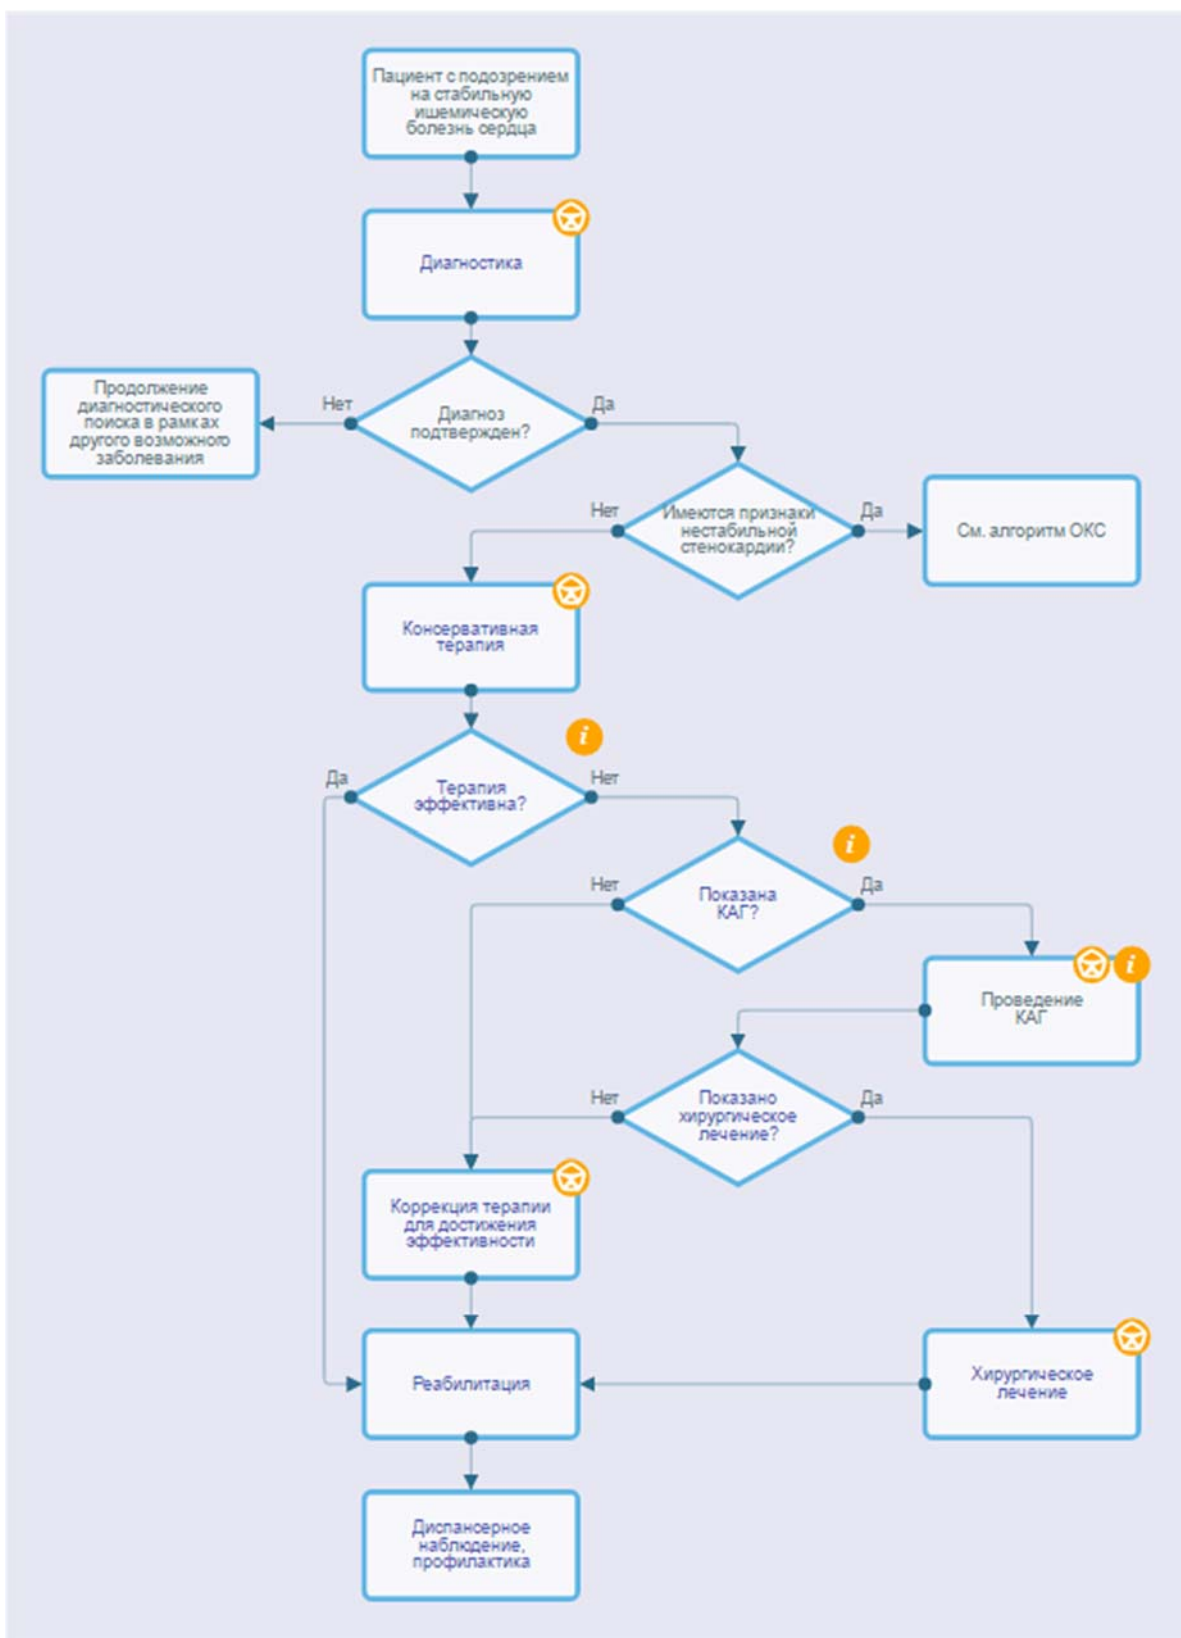 Пациент с подозрением
на стабильную
ишемическую
болезнь сердца
Диагностика
Диагноз
подтвержден?
Нет
Да
Продолжение
диагностического
поиска в рамках
другого возможного
заболевания
Имеются признаки
нестабильной
стенокардии?
Нет
Да
См. алгоритм ОКС
Консервативная
терапия
i
Терапия
эффективна?
Да
Нет
i
Показана
КАГ?
Нет
Да
i
Проведение
КАГ
Показано
хирургическое
лечение?
Нет
Да
Коррекция терапии
для достижения
эффективности
Реабилитация
Хирургическое
лечение
Диспансерное
наблюдение,
профилактика